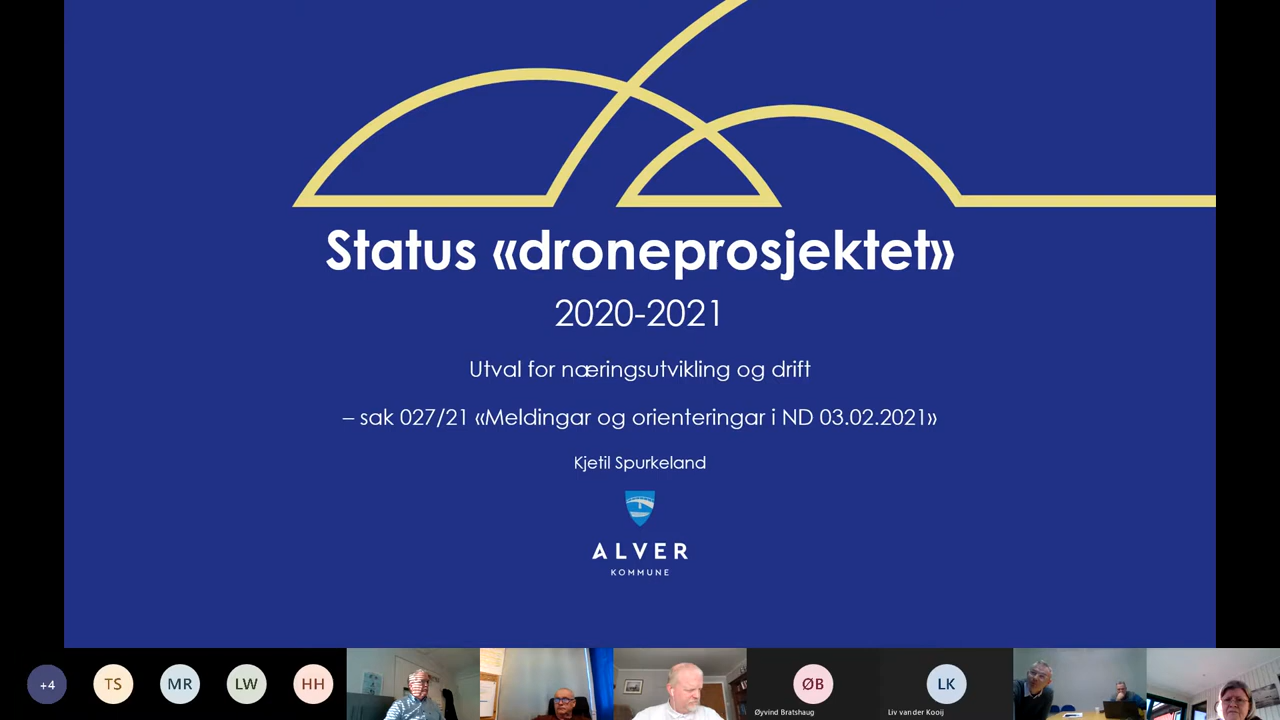 Status «droneprosjektet»
2020-2021
Utval for næringsutvikling og drift
– sak 027/21 «Meldingar og orienteringar i ND 03.02.2021»
Kjetil Spurkeland
ALVER
KOMMUNE
+4
TS
MR
LW
HH
ØB
LK
Øyvind Bratshaug
Liv van der Kooij